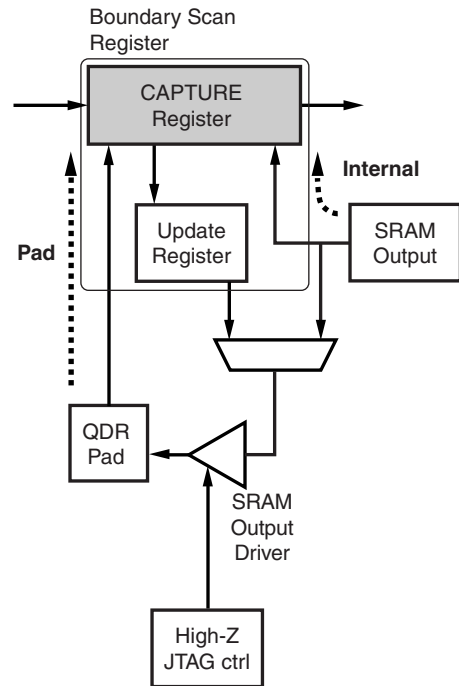 Boundary Scan
Register
CAPTURE
Register
Internal
Update
Register
SRAM
Output
Pad
QDR
Pad
SRAM
Output
Driver
High-Z
JTAG ctrl